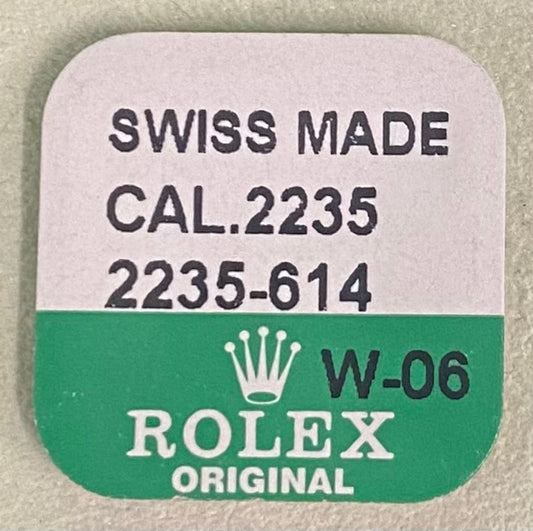 SWISS MADE
CAL.2235
2235-614
W-06
ROLEX
ORIGINAL